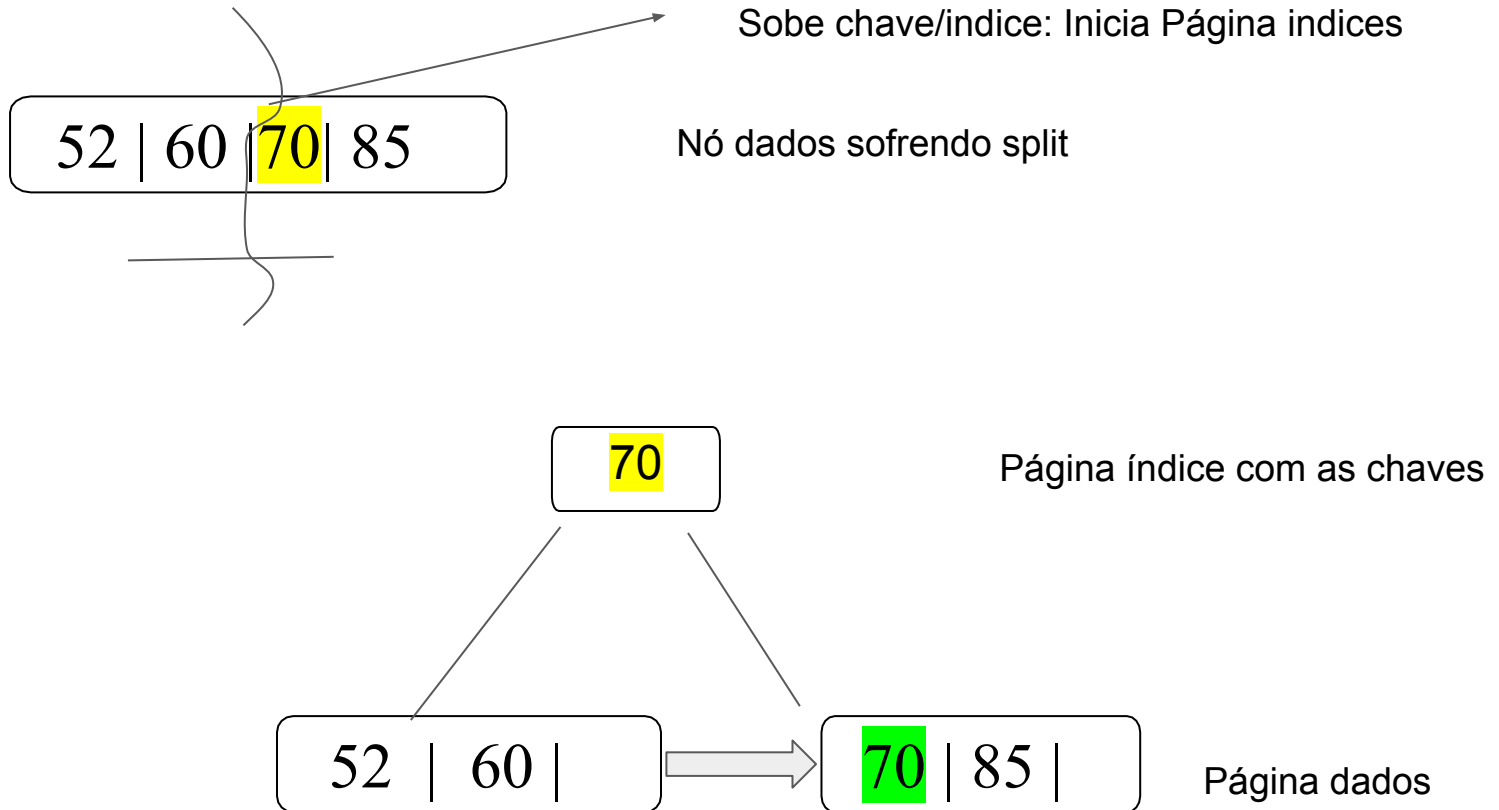 Sobe chave/indice: Inicia Página indices
52 | 60 |70| 85
Nó dados sofrendo split
70
Página índice com as chaves
52 | 60 |
70 | 85 |
Página dados